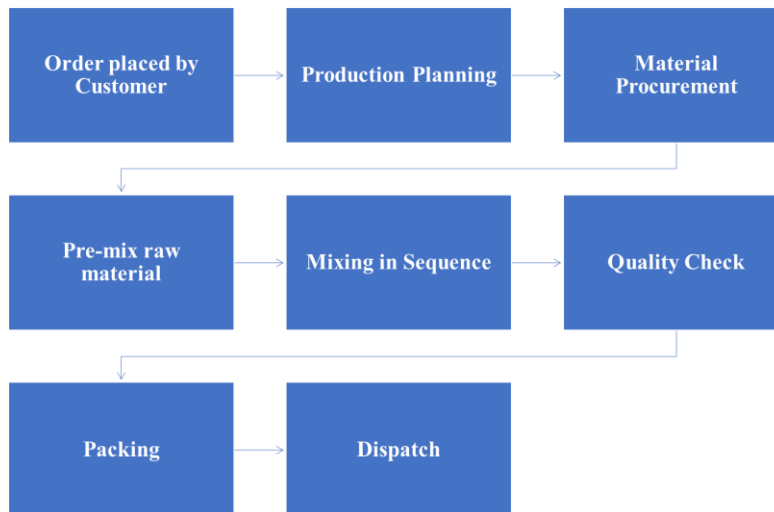 Order placed by
Customer
Production Planning
Material
Procurement
Pre-mix raw
material
Mixing in Sequence
Quality Check
Packing
Dispatch